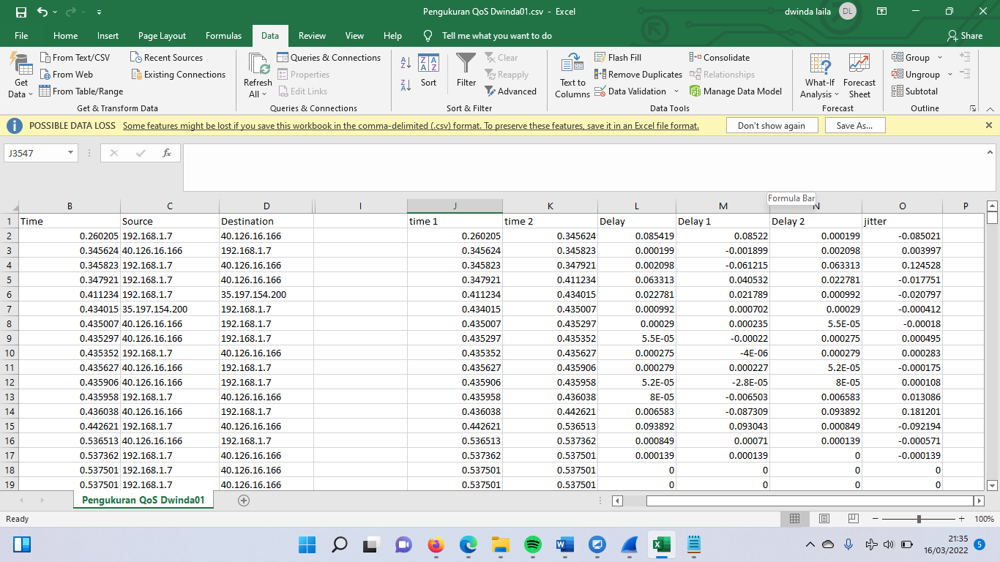 Pengukuran QoS Dwinda01.csv - Excel
dwinda laila DL
File Home Insert Page Layout Formulas Data Review View Help Tell me what you want to do Share
Get Data
From Text/CSV
From Web
From Table/Range
Recent Sources
Existing Connections
Get & Transform Data
Refresh All
Queries & Connections
Properties
Edit Links
Queries & Connections
Sort
Filter
Clear
Reapply
Advanced
Sort & Filter
Text to Columns
Flash Fill
Remove Duplicates
Data Validation
Consolidate
Relationships
Manage Data Model
Data Tools
What-If Analysis
Forecast Sheet
Forecast
Group
Ungroup
Subtotal
Outline
POSSIBLE DATA LOSS Some features might be lost if you save this workbook in the comma-delimited (.csv) format. To preserve these features, save it in an Excel file format. Don't show again Save As...
J3547 fx
Formula Bar
B C D I J K L M N O P
1 Time Source Destination time 1 time 2 Delay Delay 1 Delay 2 jitter
2 0.260205 192.168.1.7 40.126.16.166 0.260205 0.345624 0.085419 0.08522 0.000199 -0.085021
3 0.345624 40.126.16.166 192.168.1.7 0.345624 0.345823 0.000199 -0.001899 0.002098 0.003997
4 0.345823 192.168.1.7 40.126.16.166 0.345823 0.347921 0.002098 -0.061215 0.063313 0.124528
5 0.347921 192.168.1.7 40.126.16.166 0.347921 0.411234 0.063313 0.040532 0.022781 -0.017751
6 0.411234 192.168.1.7 35.197.154.200 0.411234 0.434015 0.022781 0.021789 0.000992 -0.020797
7 0.434015 35.197.154.200 192.168.1.7 0.434015 0.435007 0.000992 0.000702 0.00029 -0.000412
8 0.435007 40.126.16.166 192.168.1.7 0.435007 0.435297 0.00029 0.000235 5.5E-05 -0.00018
9 0.435297 40.126.16.166 192.168.1.7 0.435297 0.435352 5.5E-05 -0.00022 0.000275 0.000495
10 0.435352 192.168.1.7 40.126.16.166 0.435352 0.435627 0.000275 -4E-06 0.000279 0.000283
11 0.435627 40.126.16.166 192.168.1.7 0.435627 0.435906 0.000279 0.000227 5.2E-05 -0.000175
12 0.435906 40.126.16.166 192.168.1.7 0.435906 0.435958 5.2E-05 -2.8E-05 8E-05 0.000108
13 0.435958 192.168.1.7 40.126.16.166 0.435958 0.436038 8E-05 -0.006503 0.006583 0.013086
14 0.436038 40.126.16.166 192.168.1.7 0.436038 0.442621 0.006583 -0.087309 0.093892 0.181201
15 0.442621 192.168.1.7 40.126.16.166 0.442621 0.536513 0.093892 0.093043 0.000849 -0.092194
16 0.536513 40.126.16.166 192.168.1.7 0.536513 0.537362 0.000849 0.00071 0.000139 -0.000571
17 0.537362 192.168.1.7 40.126.16.166 0.537362 0.537501 0.000139 0.000139 0 -0.000139
18 0.537501 192.168.1.7 40.126.16.166 0.537501 0.537501 0 0 0 0
19 0.537501 192.168.1.7 40.126.16.166 0.537501 0.537501 0 0 0 0
Pengukuran QoS Dwinda01
Ready 100%
21:35
16/03/2022 5